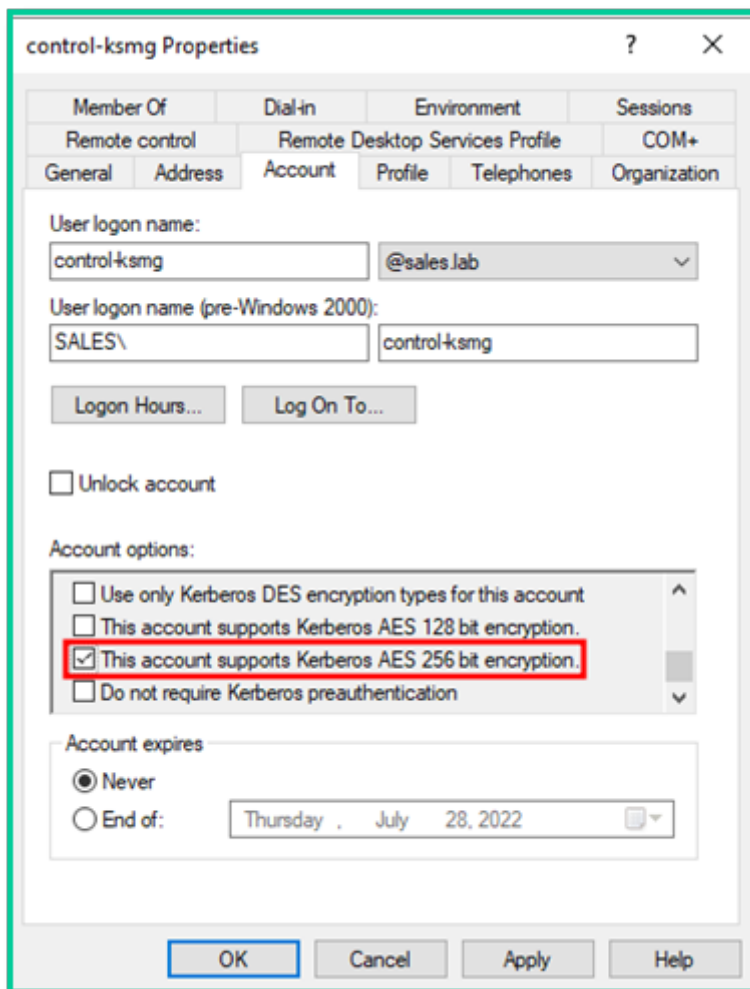 control-ksmg Properties ? ×
Member Of Dial-in Environment Sessions
Remote control Remote Desktop Services Profile COM+
General Address Account Profile Telephones Organization
User logon name:
control-ksmg @sales.lab
User logon name (pre-Windows 2000):
SALES\ control-ksmg
Logon Hours... Log On To...
Unlock account
Account options:
Use only Kerberos DES encryption types for this account
This account supports Kerberos AES 128 bit encryption.
This account supports Kerberos AES 256 bit encryption.
Do not require Kerberos preauthentication
Account expires
Never
End of: Thursday , July 28, 2022
OK Cancel Apply Help